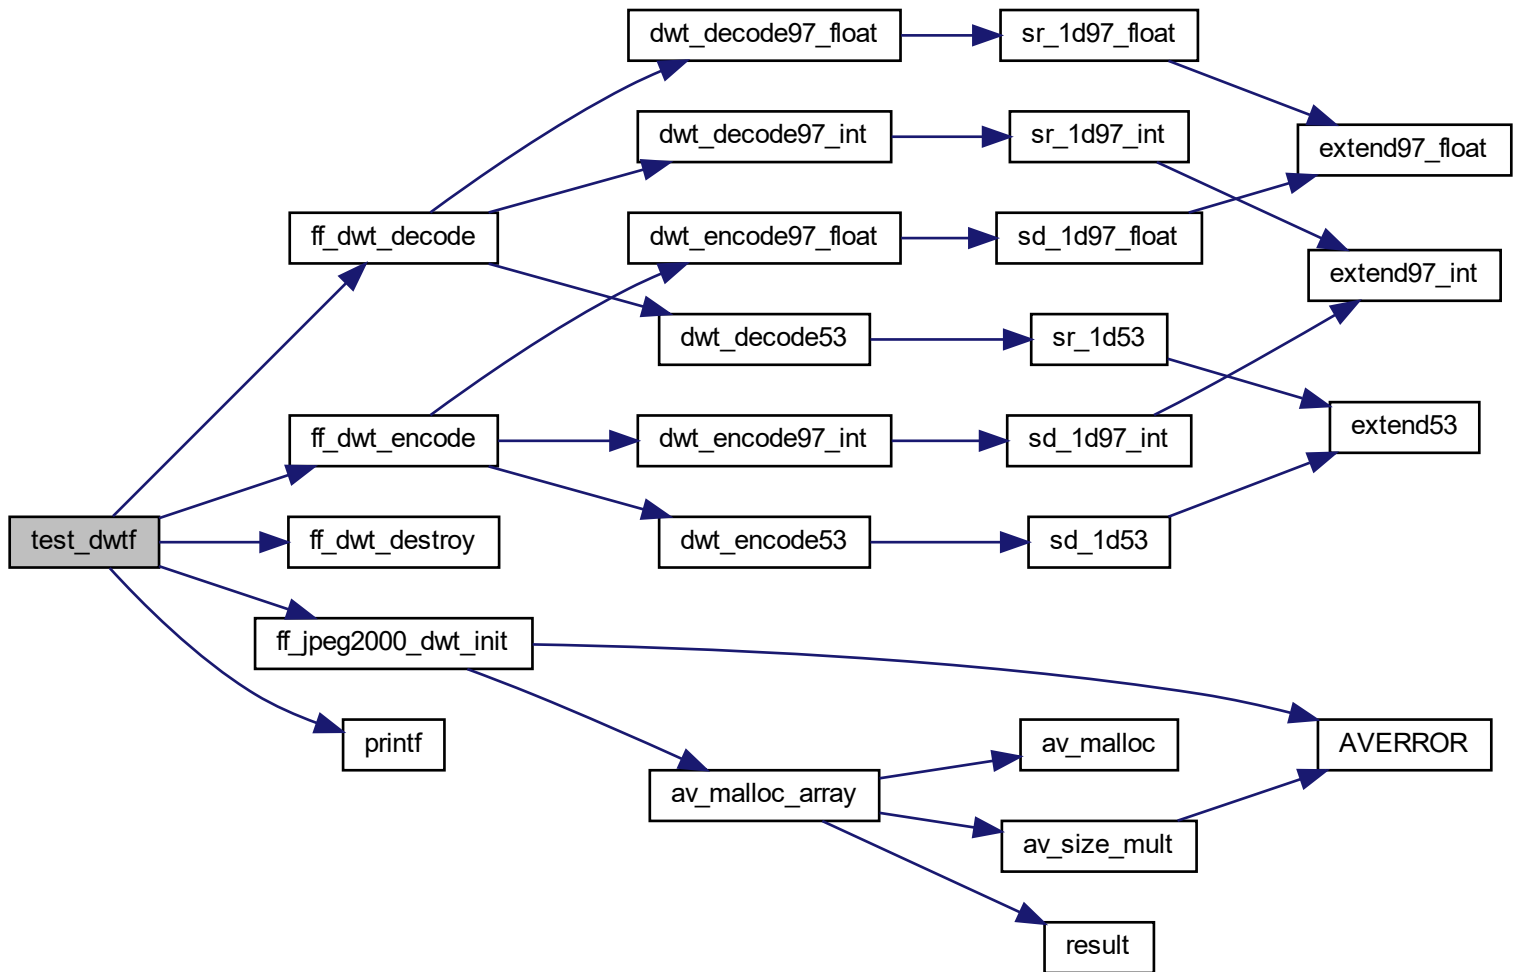 dwt_decode97_float
sr_1d97_float
dwt_decode97_int
sr_1d97_int
extend97_float
ff_dwt_decode
dwt_encode97_float
sd_1d97_float
extend97_int
dwt_decode53
sr_1d53
ff_dwt_encode
dwt_encode97_int
sd_1d97_int
extend53
test_dwtf
ff_dwt_destroy
dwt_encode53
sd_1d53
ff_jpeg2000_dwt_init
printf
av_malloc
AVERROR
av_malloc_array
av_size_mult
result